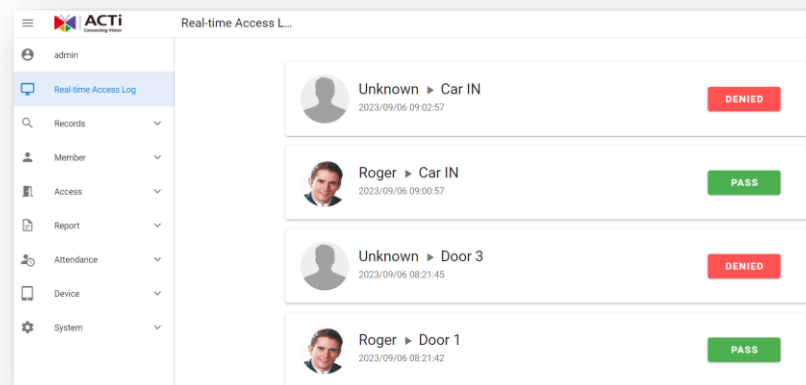 ACTi
Connecting Vision
Real-time Access L...
admin
Real-time Access Log
Records
Member
Access
Report
Attendance
Device
System
Unknown ▸ Car IN
2023/09/06 09:02:57
DENIED
Roger ▸ Car IN
2023/09/06 09:00:57
PASS
Unknown ▸ Door 3
2023/09/06 08:21:45
DENIED
Roger ▸ Door 1
2023/09/06 08:21:42
PASS